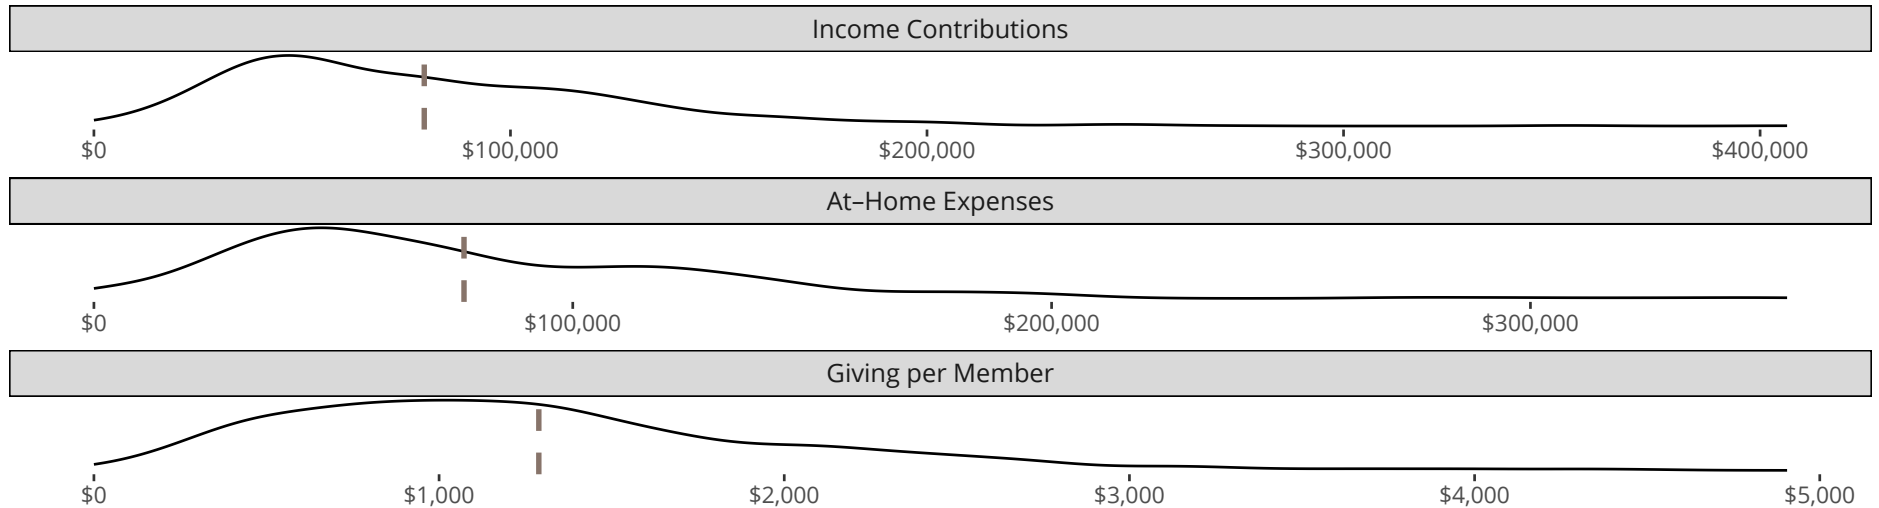 Income Contributions
$0 $100,000 $200,000 $300,000 $400,000
At–Home Expenses
$0 $100,000 $200,000 $300,000
Giving per Member
$0 $1,000 $2,000 $3,000 $4,000 $5,000